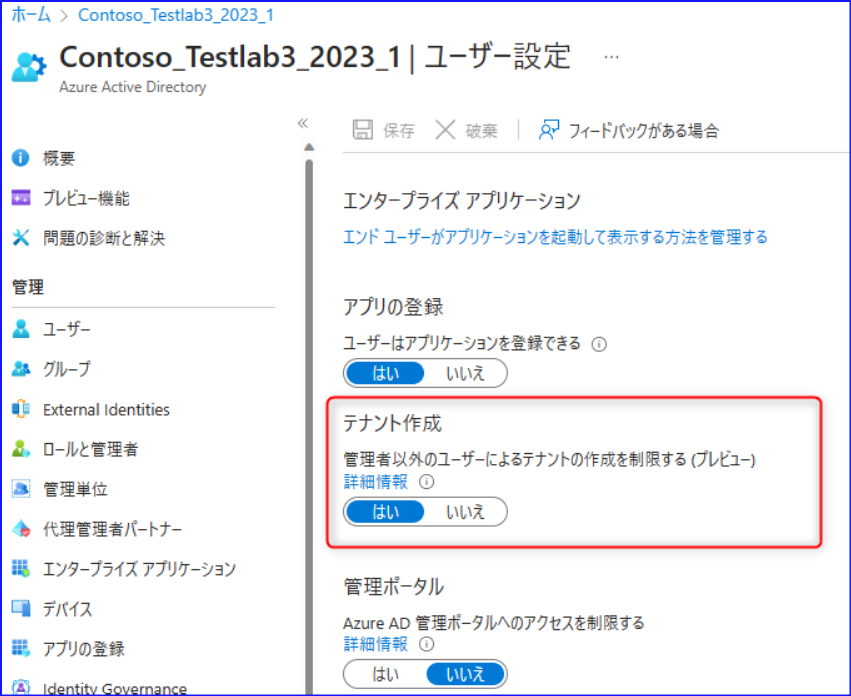 ホーム > Contoso_Testlab3_2023_1
Contoso_Testlab3_2023_1 | ユーザー設定 …
Azure Active Directory
«
概要
プレビュー機能
問題の診断と解決
管理
ユーザー
グループ
External Identities
ロールと管理者
管理単位
代理管理者パートナー
エンタープライズ アプリケーション
デバイス
アプリの登録
Identity Governance
保存 破棄 フィードバックがある場合
エンタープライズ アプリケーション
エンド ユーザーがアプリケーションを起動して表示する方法を管理する
アプリの登録
ユーザーはアプリケーションを登録できる
はい いいえ
テナント作成
管理者以外のユーザーによるテナントの作成を制限する (プレビュー)
詳細情報
はい いいえ
管理ポータル
Azure AD 管理ポータルへのアクセスを制限する
詳細情報
はい いいえ